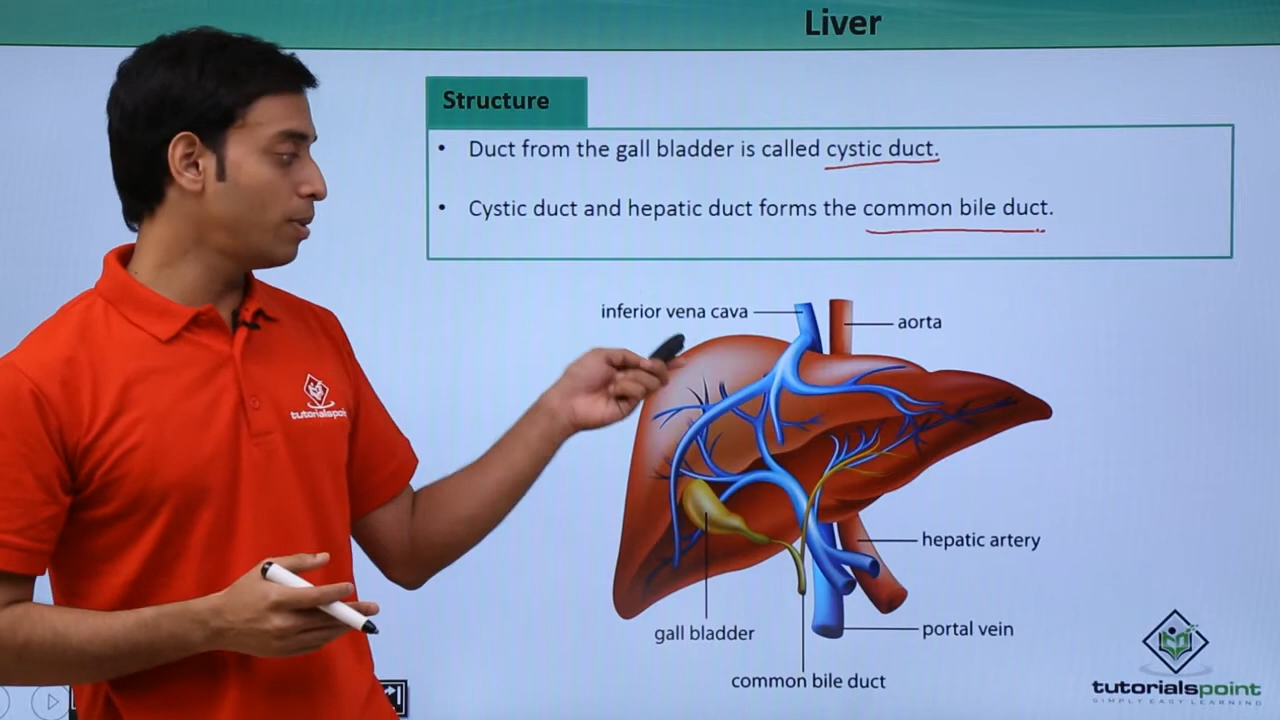 Liver
Structure
• Duct from the gall bladder is called cystic duct.
• Cystic duct and hepatic duct forms the common bile duct.
inferior vena cava
aorta
hepatic artery
gall bladder
portal vein
common bile duct
tutorialspoint
tutorialspoint
SIMPLY EASY LEARNING